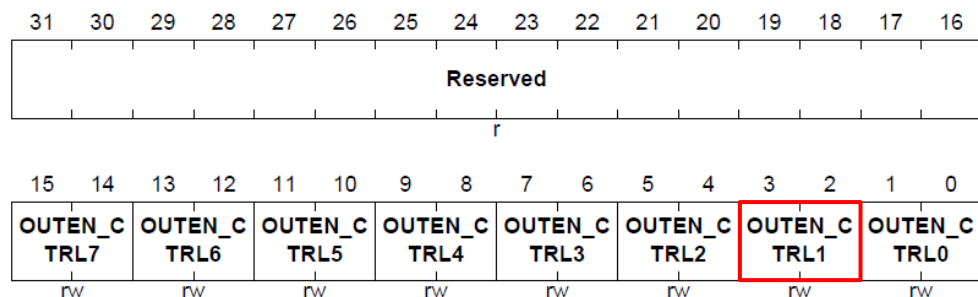 31 30 29 28 27 26 25 24 23 22 21 20 19 18 17 16
Reserved
r
15 14 13 12 11 10 9 8 7 6 5 4 3 2 1 0
OUTEN_C OUTEN_C OUTEN_C OUTEN_C OUTEN_C OUTEN_C OUTEN_C OUTEN_C
TRL7 TRL6 TRL5 TRL4 TRL3 TRL2 TRL1 TRL0
rw rw rw rw rw rw rw rw